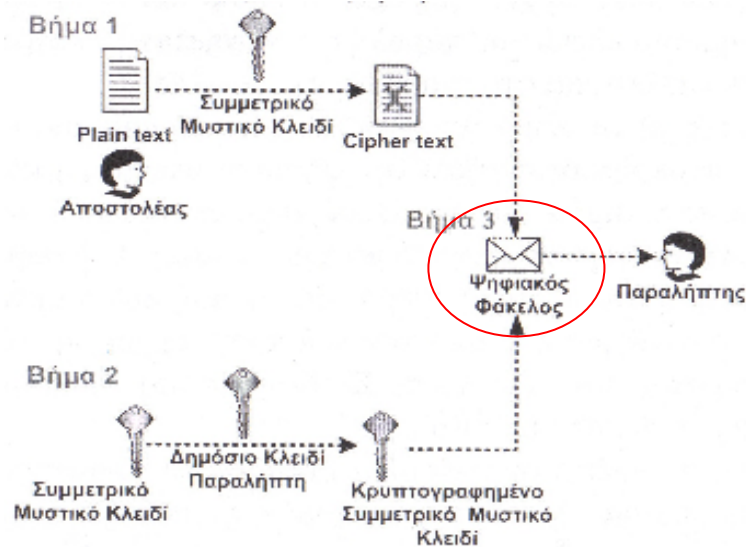 Βήμα 1
Συμμετρικό
Μυστικό Κλειδί
Plain text
Cipher text
Αποστολέας
Βήμα 3
Ψηφιακός
Φάκελος
Παραλήπτης
Βήμα 2
Δημόσιο Κλειδί
Παραλήπτη
Συμμετρικό
Μυστικό Κλειδί
Κρυπτογραφημένο
Συμμετρικό Μυστικό
Κλειδί